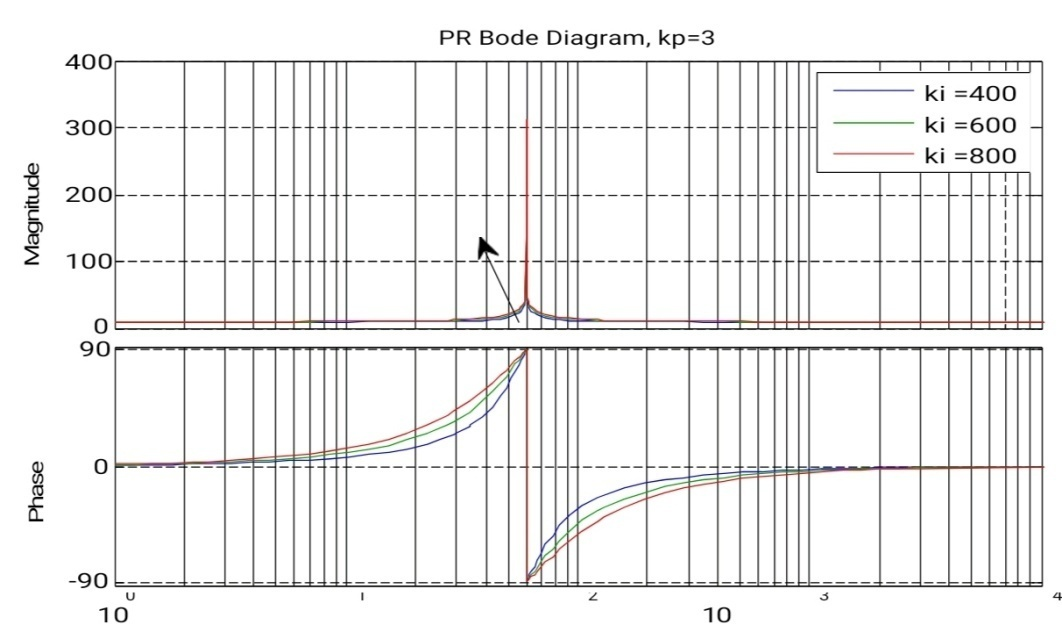 PR Bode Diagram, kp=3
400
ki =400
300
ki =600
ki =800
Magnitude
200
100
0
90
Phase
0
-90
0 1 2 3 4
10 10